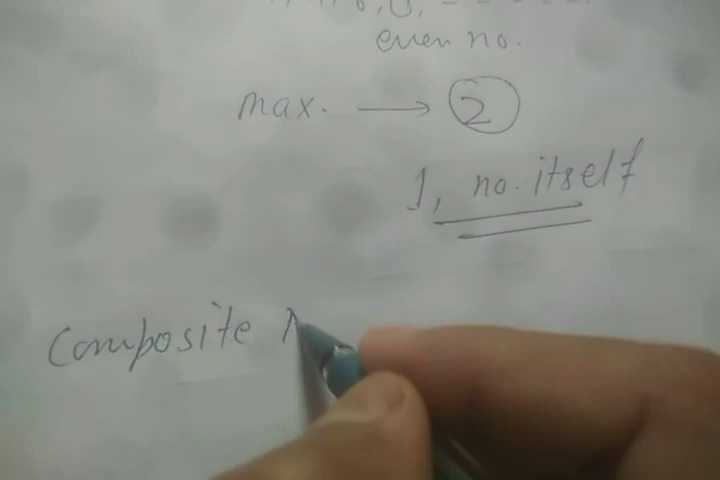 even no.
max. → 2
1, no. itself
Composite